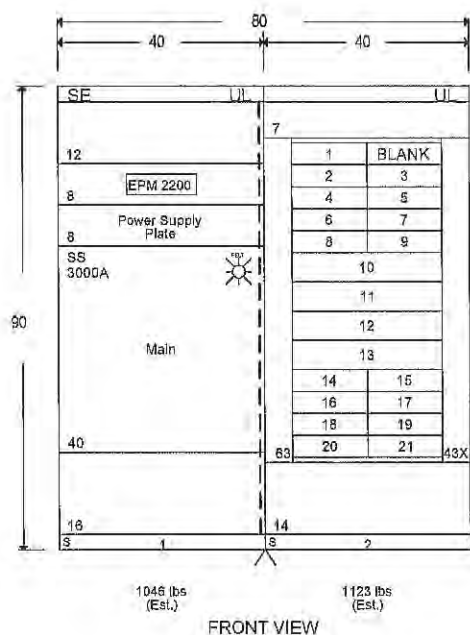 80
40 40
SE UL UL
7
12
1 BLANK
EPM 2200
2 3
8
4 5
Power Supply
Plate
6 7
8
8 9
SS
3000A
10
11
90
12
Main
13
14 15
16 17
18 19
40
20 21
63 43X
16
14
S 1 S 2
1046 lbs
(Est.)
1123 lbs
(Est.)
FRONT VIEW